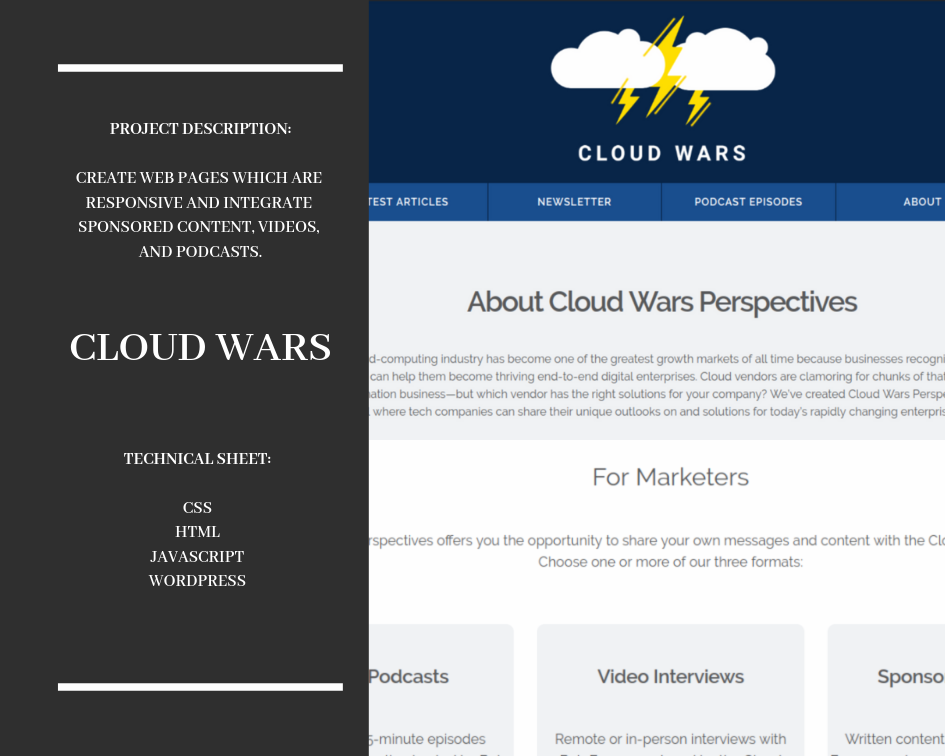 PROJECT DESCRIPTION:
CREATE WEB PAGES WHICH ARE
RESPONSIVE AND INTEGRATE
SPONSORED CONTENT, VIDEOS,
AND PODCASTS.
CLOUD WARS
TECHNICAL SHEET:
CSS
HTML
JAVASCRIPT
WORDPRESS
CLOUD WARS
TEST ARTICLES NEWSLETTER PODCAST EPISODES ABOUT
About Cloud Wars Perspectives
d-computing industry has become one of the greatest growth markets of all time because businesses recogni
can help them become thriving end-to-end digital enterprises. Cloud vendors are clamoring for chunks of that
ation business—but which vendor has the right solutions for your company? We've created Cloud Wars Perspe
where tech companies can share their unique outlooks on and solutions for today's rapidly changing enterpris
For Marketers
rspectives offers you the opportunity to share your own messages and content with the Clo
Choose one or more of our three formats:
Podcasts
5-minute episodes
Video Interviews
Remote or in-person interviews with
Sponso
Written content